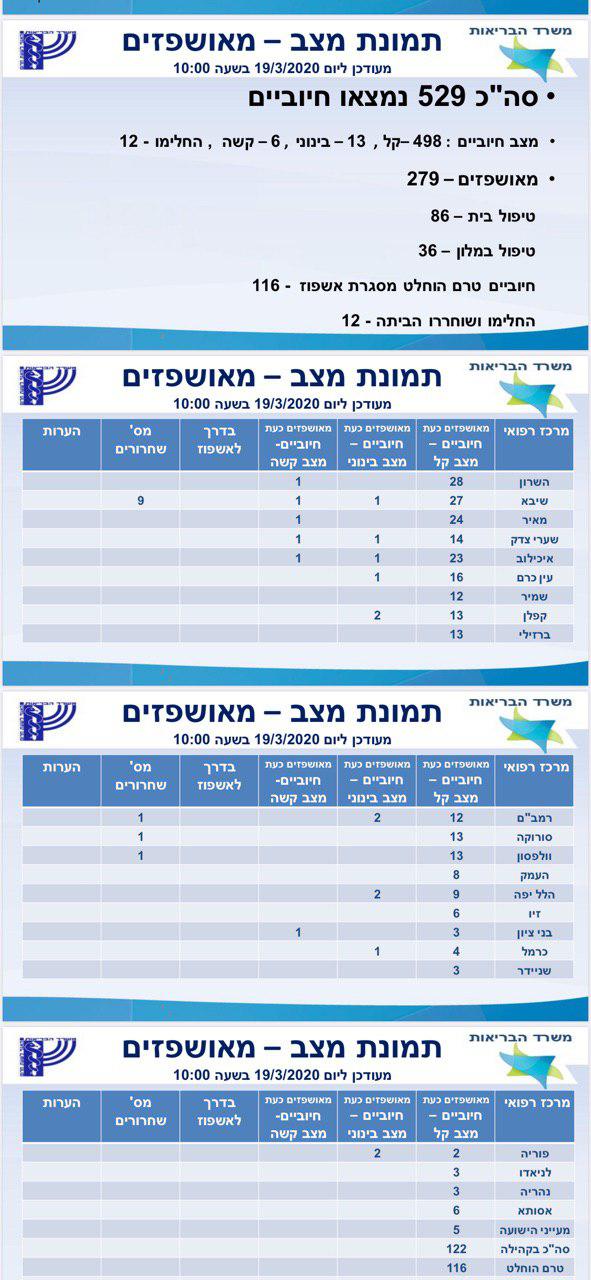 משרד הבריאות
תמונת מצב – מאושפזים
מעודכן ליום 19/3/2020 בשעה 10:00
• סה"כ 529 נמצאו חיוביים
• מצב חיוביים : 498 –קל , 13 – בינוני , 6 – קשה , החלימו - 12
• מאושפזים – 279
טיפול בית – 86
טיפול במלון – 36
חיוביים טרם הוחלט מסגרת אשפוז - 116
החלימו ושוחררו הביתה - 12
משרד הבריאות
תמונת מצב – מאושפזים
מעודכן ליום 19/3/2020 בשעה 10:00
מרכז רפואי מאושפזים כעת חיוביים – מצב קל מאושפזים כעת חיוביים – מצב בינוני מאושפזים כעת חיוביים- מצב קשה בדרך לאשפוז מס' שחרורים הערות
השרון 28 1
שיבא 27 1 1 9
מאיר 24 1
שערי צדק 14 1 1
איכילוב 23 1 1
עין כרם 16 1
שמיר 12
קפלן 13 2
ברזילי 13
משרד הבריאות
תמונת מצב – מאושפזים
מעודכן ליום 19/3/2020 בשעה 10:00
מרכז רפואי מאושפזים כעת חיוביים – מצב קל מאושפזים כעת חיוביים – מצב בינוני מאושפזים כעת חיוביים- מצב קשה בדרך לאשפוז מס' שחרורים הערות
רמב"ם 12 2 1
סורוקה 13 1
וולפסון 13 1
העמק 8
הלל יפה 9 2
זיו 6
בני ציון 3 1
כרמל 4 1
שניידר 3
משרד הבריאות
תמונת מצב – מאושפזים
מעודכן ליום 19/3/2020 בשעה 10:00
מרכז רפואי מאושפזים כעת חיוביים – מצב קל מאושפזים כעת חיוביים – מצב בינוני מאושפזים כעת חיוביים- מצב קשה בדרך לאשפוז מס' שחרורים הערות
פוריה 2 2
לניאדו 3
נהריה 3
אסותא 6
מעייני הישועה 5
סה"כ בקהילה 122
טרם הוחלט 116